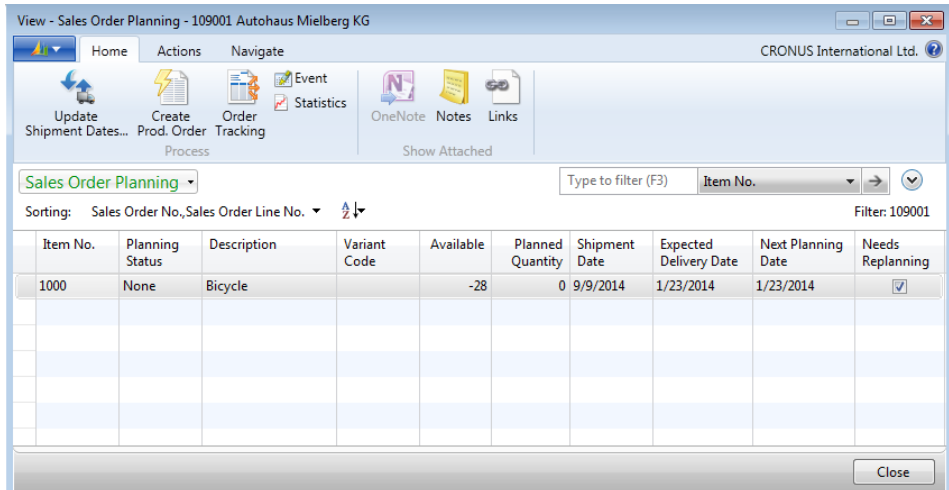 View - Sales Order Planning - 109001 Autohaus Mielberg KG
Home Actions Navigate CRONUS International Ltd.
Update Shipment Dates...
Create Prod. Order
Order Tracking
Event
Statistics
OneNote
Notes
Links
Process
Show Attached
Sales Order Planning
Type to filter (F3) Item No.
Sorting: Sales Order No.,Sales Order Line No. Filter: 109001
Item No. Planning Status Description Variant Code Available Planned Quantity Shipment Date Expected Delivery Date Next Planning Date Needs Replanning
1000 None Bicycle -28 0 9/9/2014 1/23/2014 1/23/2014
Close